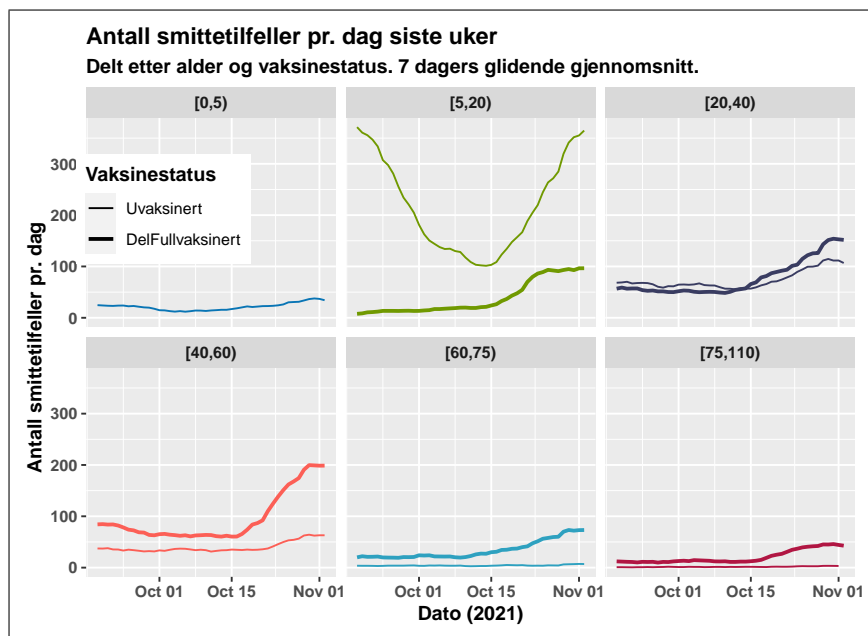 Antall smittetilfeller pr. dag siste uker
Delt etter alder og vaksinestatus. 7 dagers glidende gjennomsnitt.
[0,5) [5,20) [20,40)
300
200
100
0
Vaksinestatus
Uvaksinert
DelFullvaksinert
Antall smittetilfeller pr. dag
[40,60) [60,75) [75,110)
300
200
100
0
Oct 01 Oct 15 Nov 01 Oct 01 Oct 15 Nov 01 Oct 01 Oct 15 Nov 01
Dato (2021)